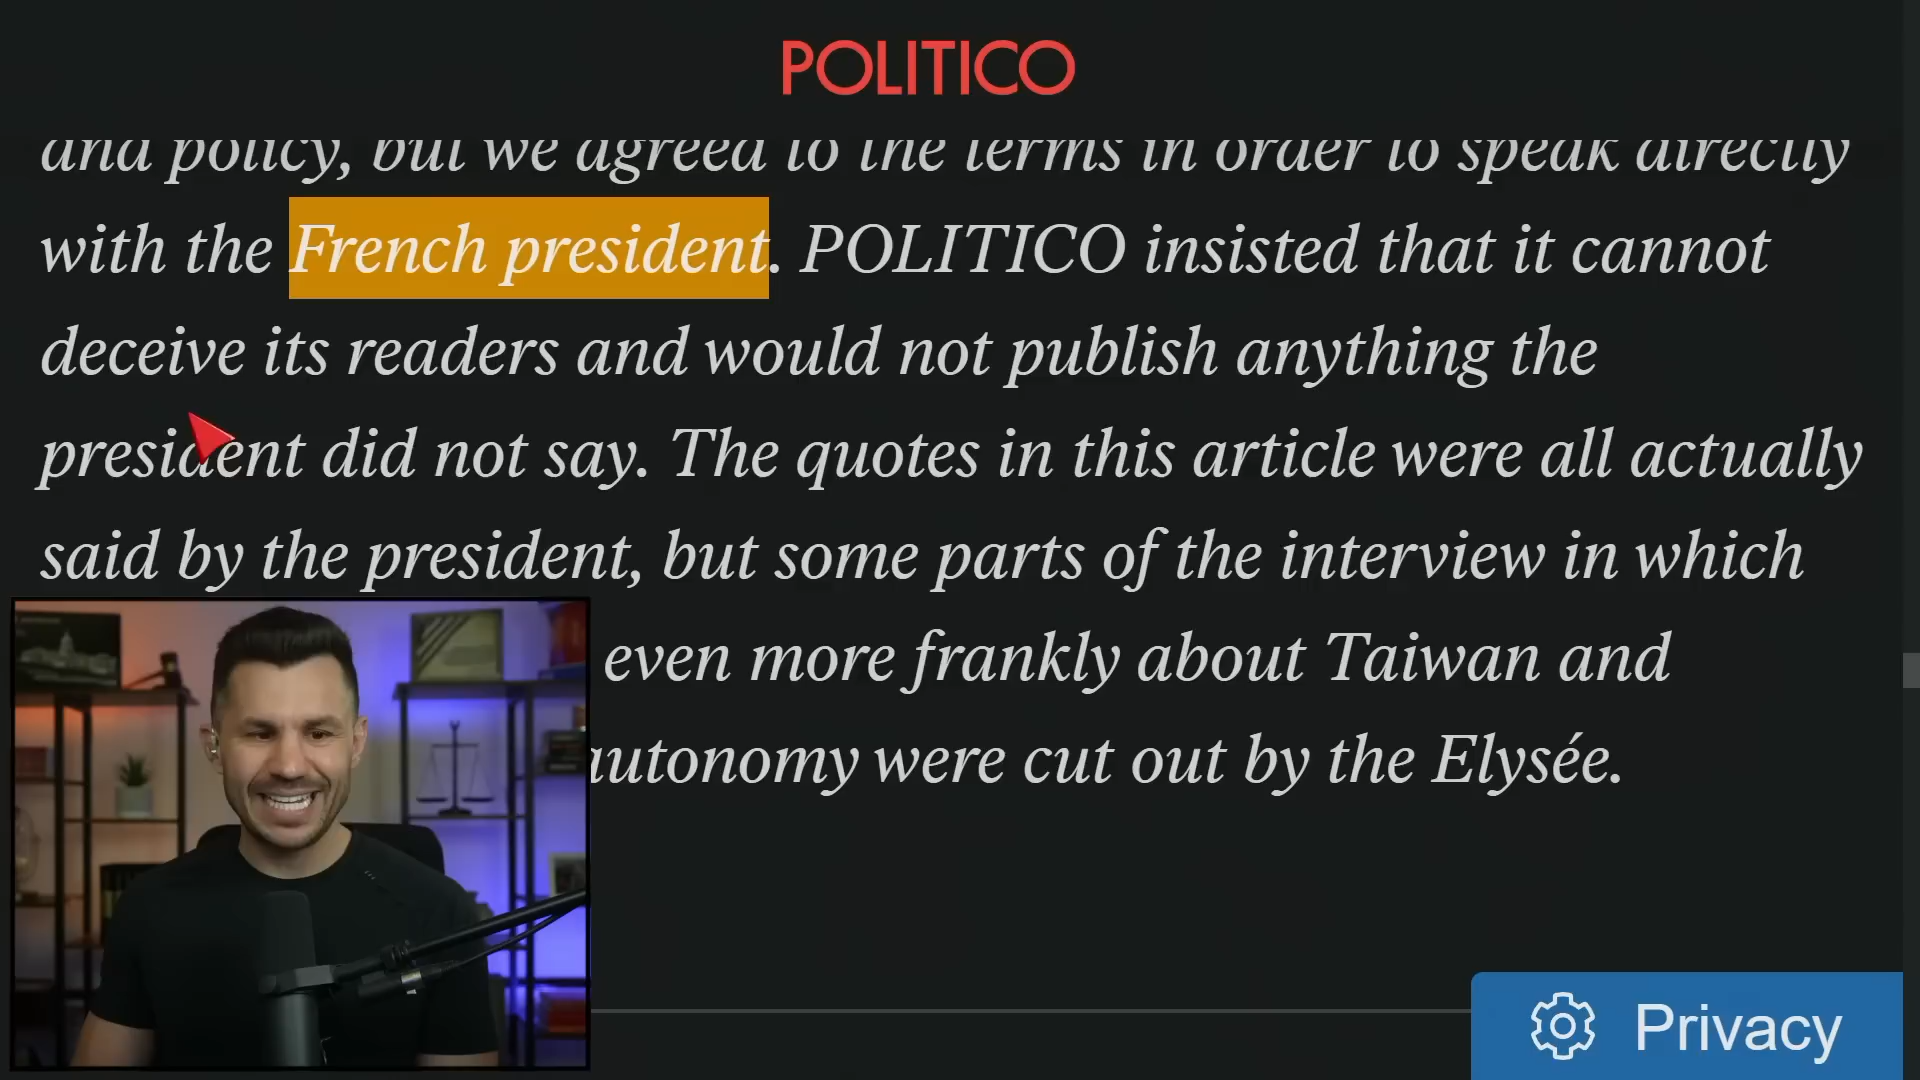 POLITICO
and policy, but we agreed to the terms in order to speak directly
with the French president. POLITICO insisted that it cannot
deceive its readers and would not publish anything the
president did not say. The quotes in this article were all actually
said by the president, but some parts of the interview in which
even more frankly about Taiwan and
autonomy were cut out by the Elysée.
Privacy